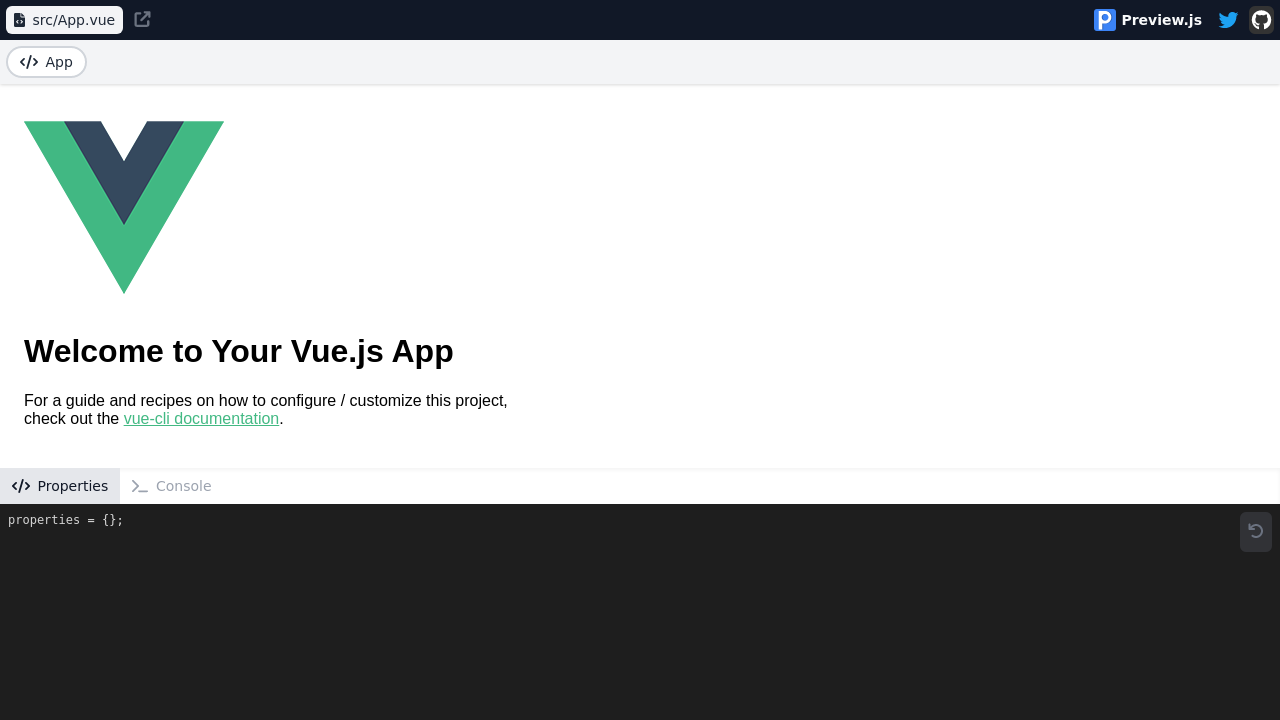 src/App.vue
Preview.js
App
Welcome to Your Vue.js App
For a guide and recipes on how to configure / customize this project,
check out the vue-cli documentation.
Properties
Console
properties = {};